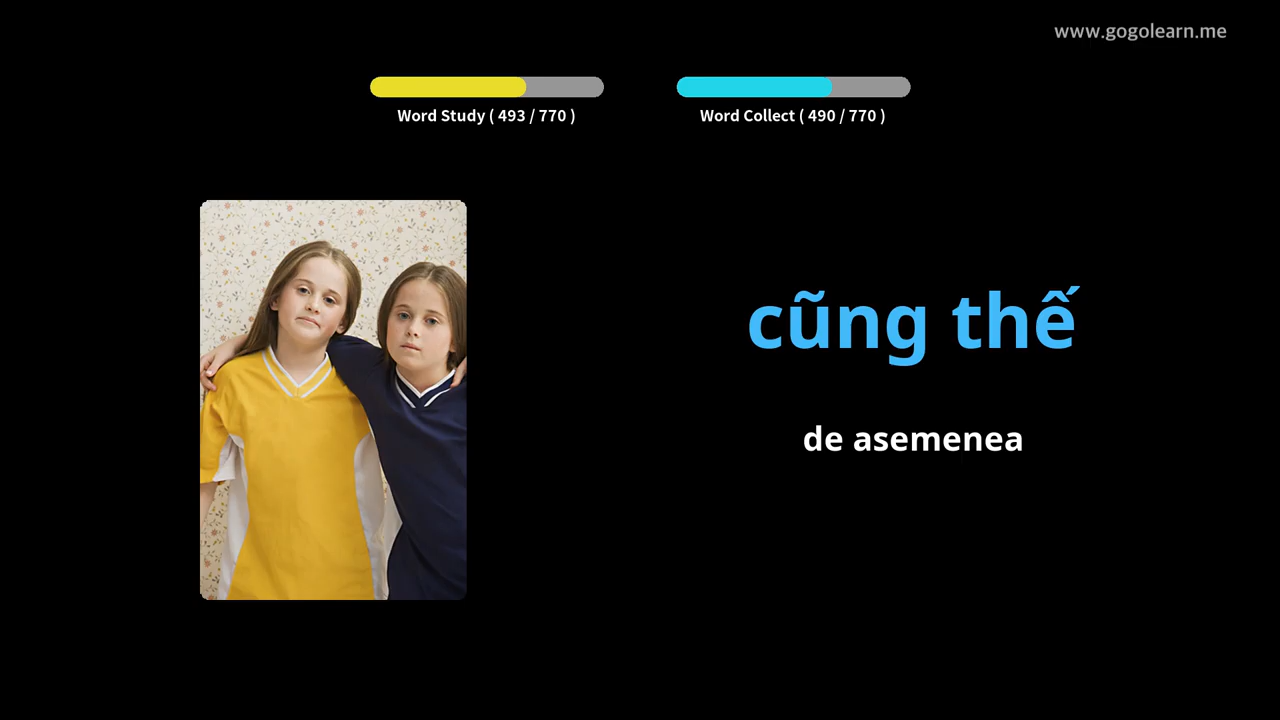 www.gogolearn.me
Word Study ( 493 / 770 )
Word Collect ( 490 / 770 )
cũng thế
de asemenea